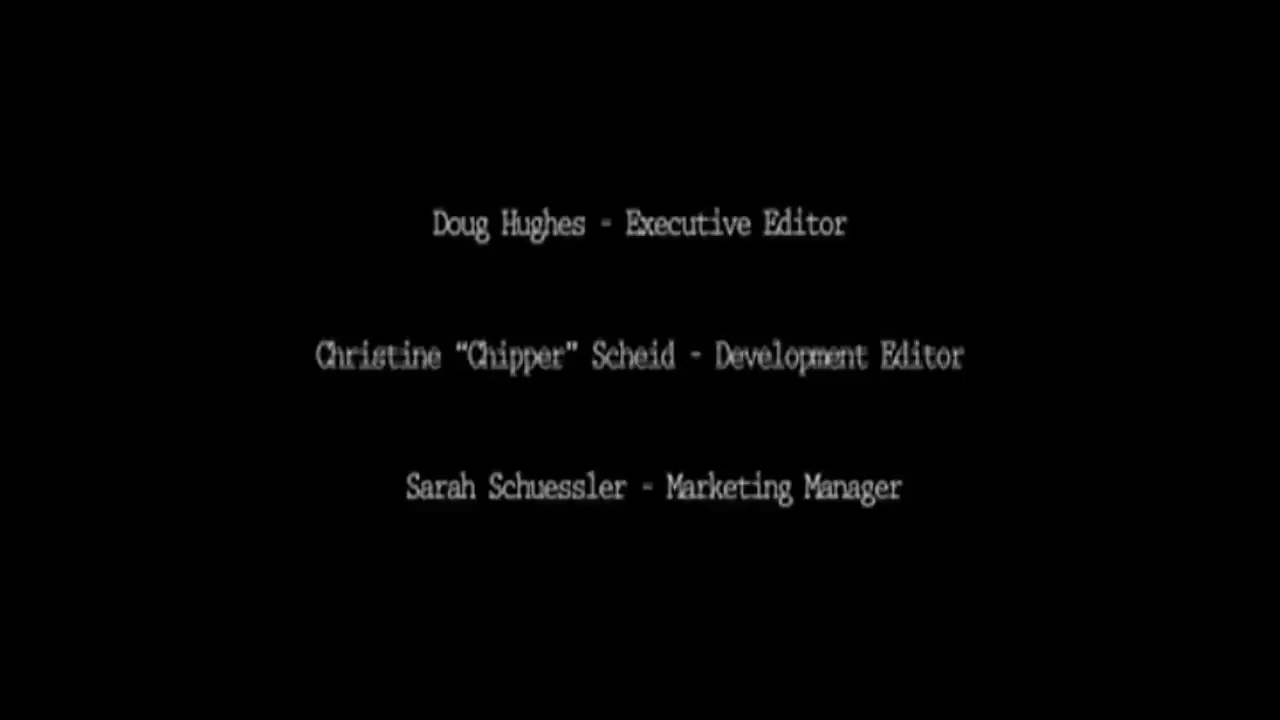 Doug Hughes - Executive Editor
Christine “Chipper” Scheid - Development Editor
Sarah Schuessler - Marketing Manager